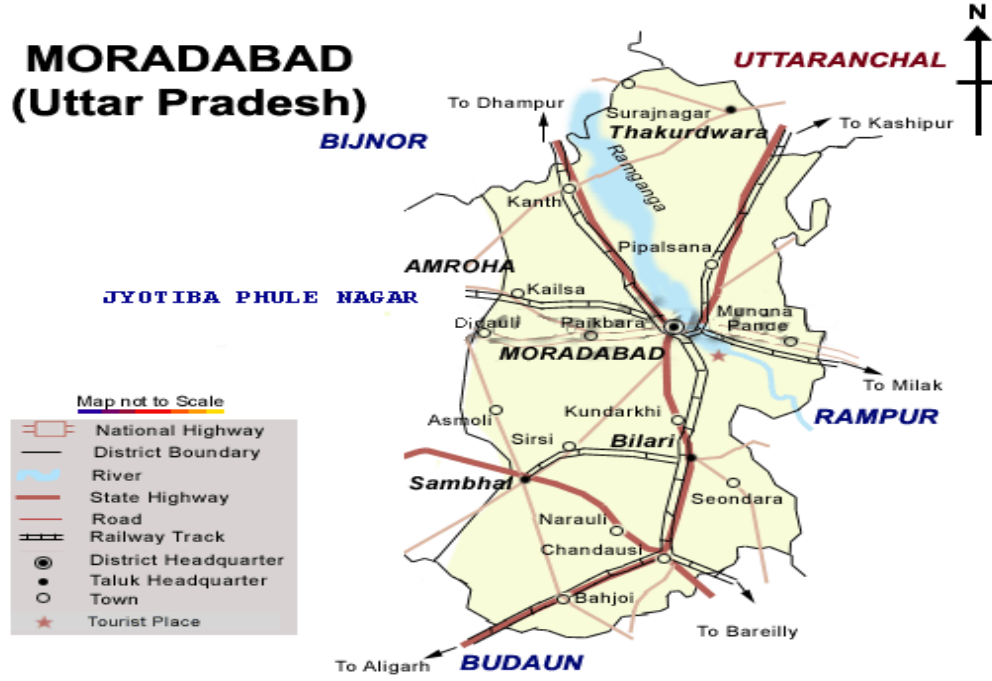 MORADABAD
(Uttar Pradesh)
N
UTTARANCHAL
To Dhampur
BIJNOR
Surajnagar
Thakurdwara
To Kashipur
Ramganga
Kanth
Pipalsana
AMROHA
JYOTIBA PHULE NAGAR
Kailsa
Didauli
Paikbara
Munona
Pande
MORADABAD
To Milak
RAMPUR
Map not to Scale
National Highway
District Boundary
River
State Highway
Road
Railway Track
District Headquarter
Taluk Headquarter
Town
Tourist Place
Asmoli
Kundarkhi
Sirsi
Bilari
Sambhal
Seondara
Narauli
Chandausi
Bahjoi
To Bareilly
To Aligarh
BUDAUN